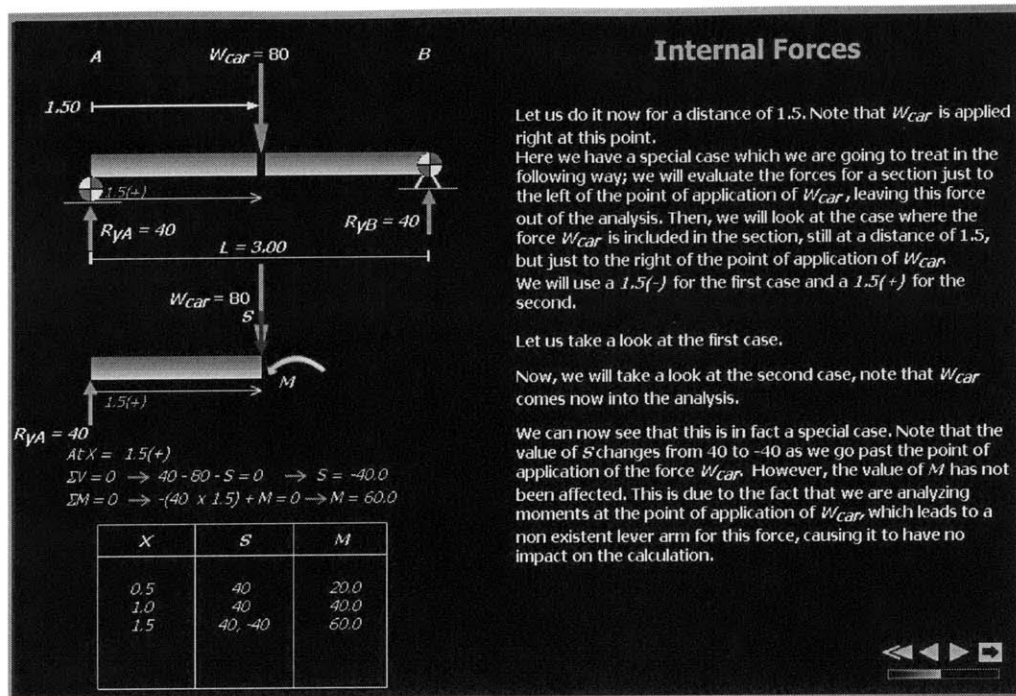 Internal Forces
A
W car = 80
B
1.50
1.5(+)
R yA = 40
R yB = 40
L = 3.00
W car = 80
S
M
1.5(+)
R yA = 40
At X = 1.5(+)
ΣV = 0 → 40 - 80 - S = 0 → S = -40.0
ΣM = 0 → -(40 x 1.5) + M = 0 → M = 60.0
X S M
0.5 40 20.0
1.0 40 40.0
1.5 40, -40 60.0
Let us do it now for a distance of 1.5. Note that W car is applied
right at this point.
Here we have a special case which we are going to treat in the
following way; we will evaluate the forces for a section just to
the left of the point of application of W car, leaving this force
out of the analysis. Then, we will look at the case where the
force W car is included in the section, still at a distance of 1.5,
but just to the right of the point of application of W car.
We will use a 1.5(-) for the first case and a 1.5(+) for the
second.
Let us take a look at the first case.
Now, we will take a look at the second case, note that W car
comes now into the analysis.
We can now see that this is in fact a special case. Note that the
value of S changes from 40 to -40 as we go past the point of
application of the force W car. However, the value of M has not
been affected. This is due to the fact that we are analyzing
moments at the point of application of W car, which leads to a
non existent lever arm for this force, causing it to have no
impact on the calculation.